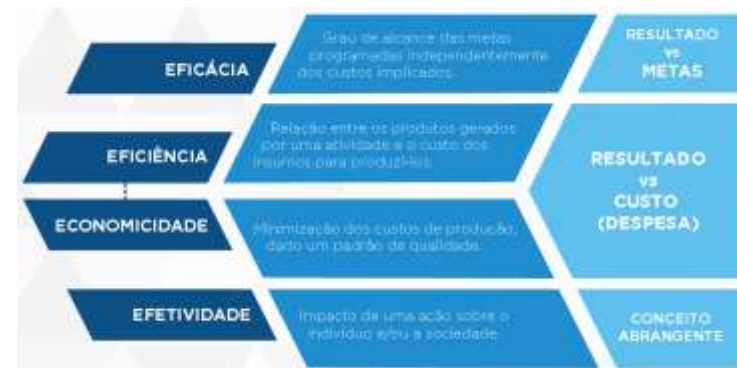 EFICÁCIA
Grau de alcance das metas
programadas independentemente
dos custos implicados.
RESULTADO
vs
METAS
EFICIÊNCIA
Relação entre os produtos gerados
por uma atividade e o custo dos
insumos para produzi-los.
ECONOMICIDADE
Minimização dos custos de produção,
dado um padrão de qualidade.
RESULTADO
vs
CUSTO
(DESPESA)
EFETIVIDADE
Impacto de uma ação sobre o
indivíduo e/ou a sociedade
CONCEITO
ABRANGENTE